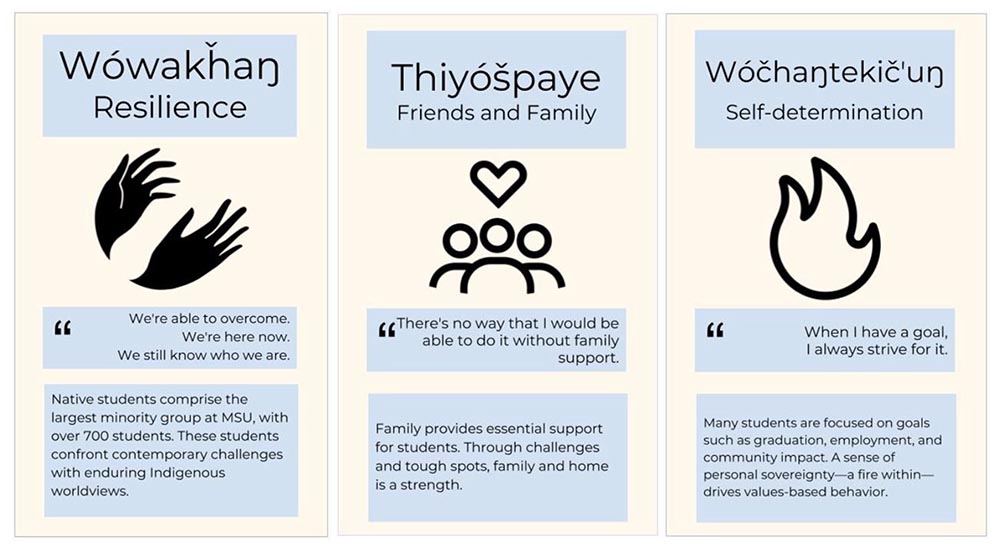 Wówakȟaŋ
Resilience
“
We're able to overcome.
We're here now.
We still know who we are.
Native students comprise the
largest minority group at MSU, with
over 700 students. These students
confront contemporary challenges
with enduring Indigenous
worldviews.
Thiyóšpaye
Friends and Family
“There's no way that I would be
able to do it without family
support.
Family provides essential support
for students. Through challenges
and tough spots, family and home
is a strength.
Wóčhaŋtekič'uŋ
Self-determination
“
When I have a goal,
I always strive for it.
Many students are focused on goals
such as graduation, employment, and
community impact. A sense of
personal sovereignty—a fire within—
drives values-based behavior.